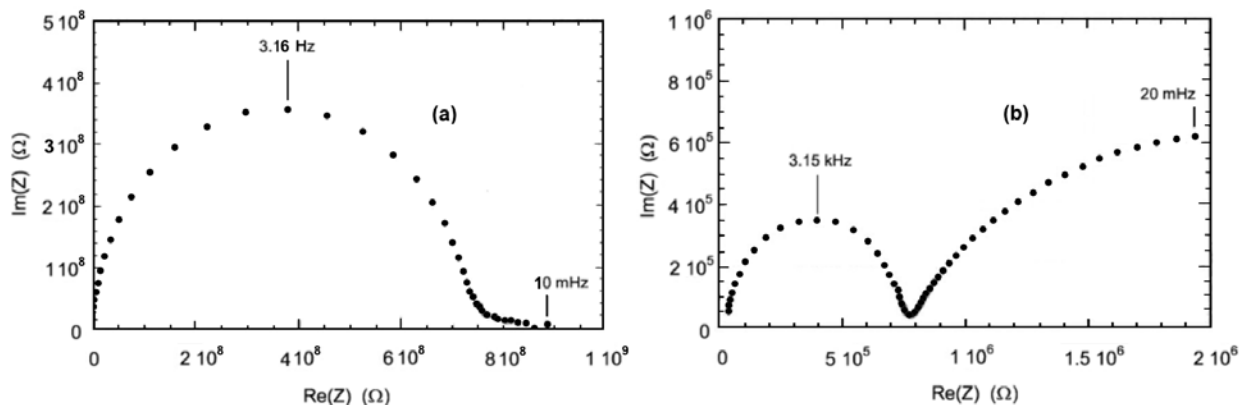 5 10⁸
4 10⁸
3 10⁸
2 10⁸
1 10⁸
0
Im(Z) (Ω)
3.16 Hz
(a)
10 mHz
0
2 10⁸
4 10⁸
6 10⁸
8 10⁸
1 10⁹
Re(Z) (Ω)
1 10⁶
8 10⁵
6 10⁵
4 10⁵
2 10⁵
0
Im(Z) (Ω)
20 mHz
(b)
3.15 kHz
0
5 10⁵
1 10⁶
1.5 10⁶
2 10⁶
Re(Z) (Ω)